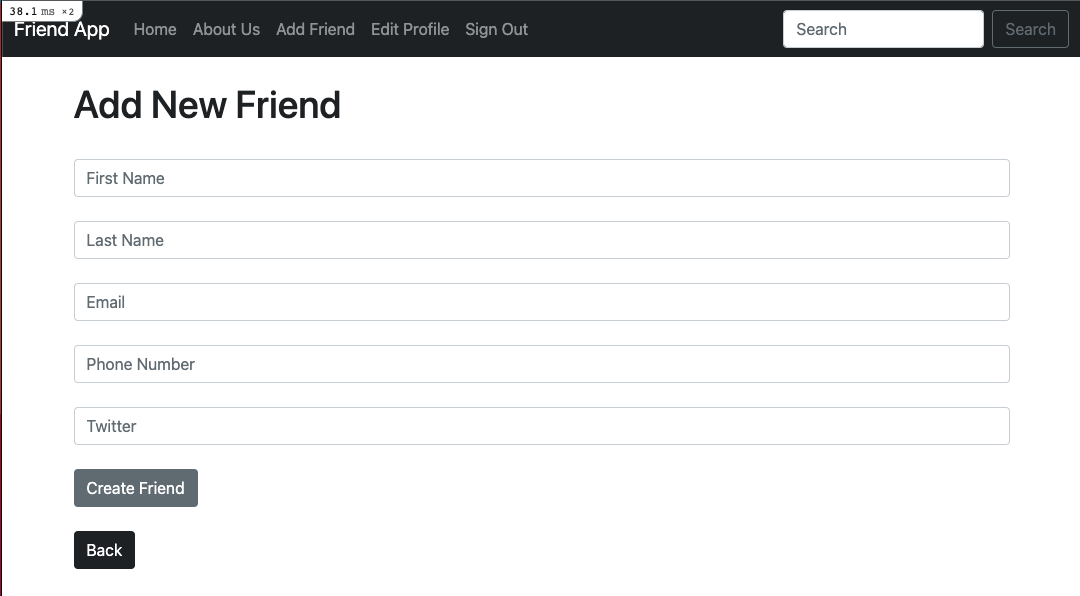 38.1 ms ×2
Friend App Home About Us Add Friend Edit Profile Sign Out Search Search
Add New Friend
First Name
Last Name
Email
Phone Number
Twitter
Create Friend
Back